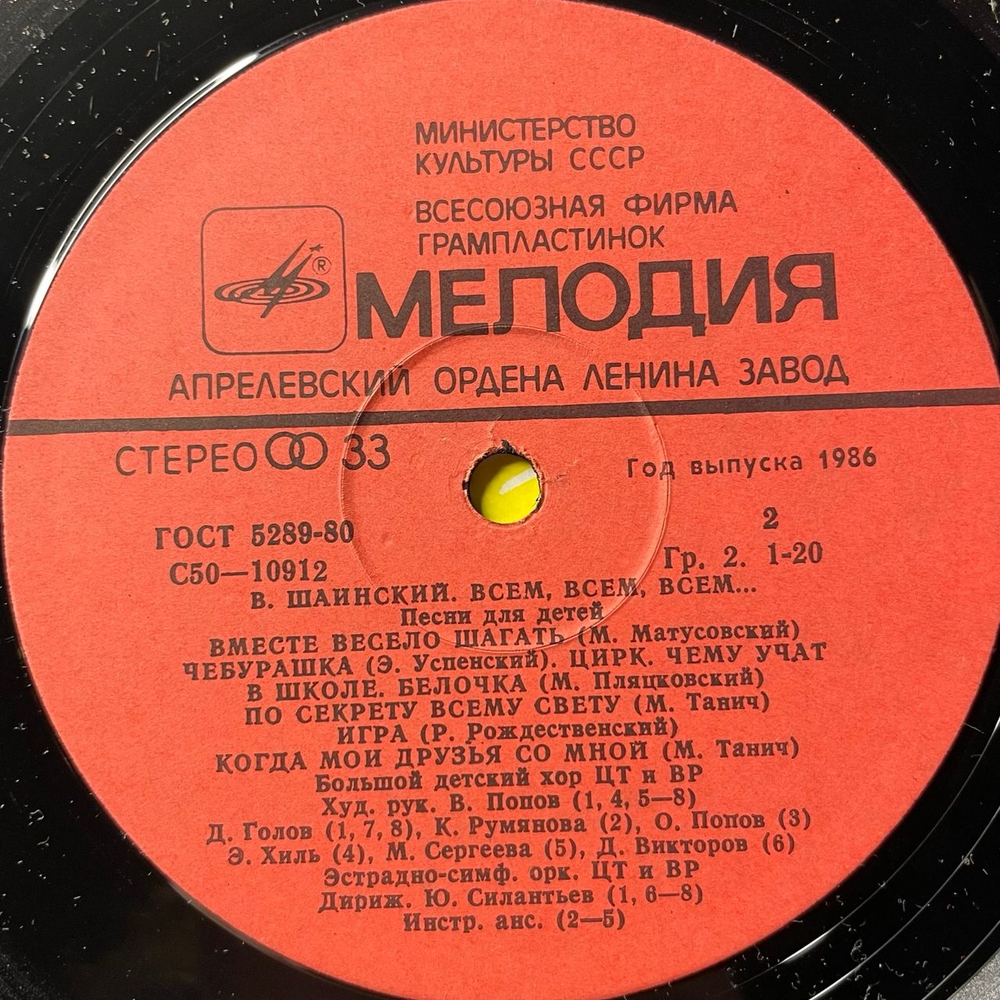 МИНИСТЕРСТВО
КУЛЬТУРЫ СССР
ВСЕСОЮЗНАЯ ФИРМА
ГРАМПЛАСТИНОК
®
МЕЛОДИЯ
АПРЕЛЕВСКИЙ ОРДЕНА ЛЕНИНА ЗАВОД
СТЕРЕО 33
Год выпуска 1986
ГОСТ 5289-80
2
С50—10912
Гр. 2. 1-20
В. ШАИНСКИЙ. ВСЕМ, ВСЕМ, ВСЕМ...
Песни для детей
ВМЕСТЕ ВЕСЕЛО ШАГАТЬ (М. Матусовский)
ЧЕБУРАШКА (Э. Успенский). ЦИРК. ЧЕМУ УЧАТ
В ШКОЛЕ. БЕЛОЧКА (М. Пляцковский)
ПО СЕКРЕТУ ВСЕМУ СВЕТУ (М. Танич)
ИГРА (Р. Рождественский)
КОГДА МОИ ДРУЗЬЯ СО МНОЙ (М. Танич)
Большой детский хор ЦТ и ВР
Худ. рук. В. Попов (1, 4, 5—8)
Д. Голов (1, 7, 8), К. Румянова (2), О. Попов (3)
Э. Хиль (4), М. Сергеева (5), Д. Викторов (6)
Эстрадно-симф. орк. ЦТ и ВР
Дириж. Ю. Силантьев (1, 6—8)
Инстр. анс. (2—5)